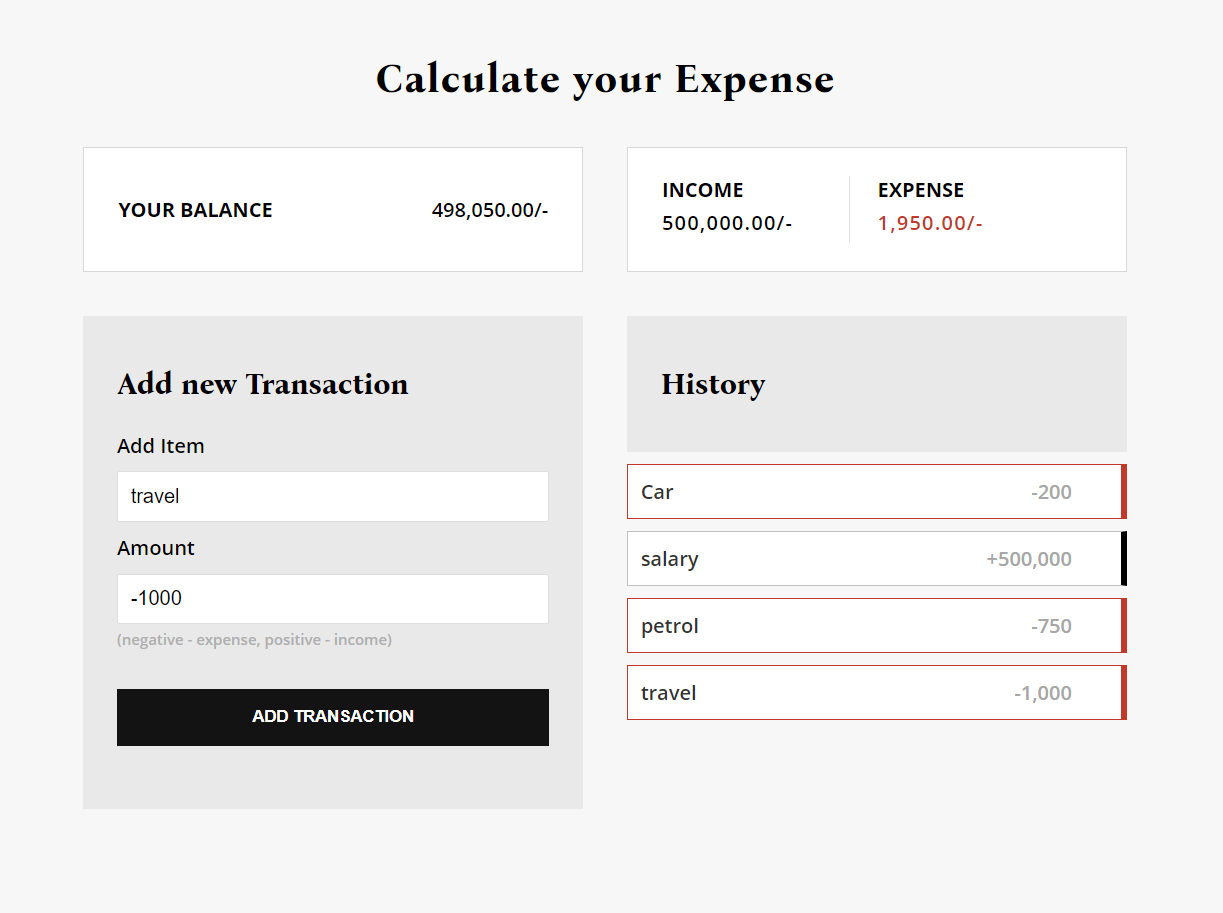 Calculate your Expense
YOUR BALANCE 498,050.00/-
INCOME
500,000.00/-
EXPENSE
1,950.00/-
Add new Transaction
Add Item
travel
Amount
-1000
(negative - expense, positive - income)
ADD TRANSACTION
History
Car -200
salary +500,000
petrol -750
travel -1,000